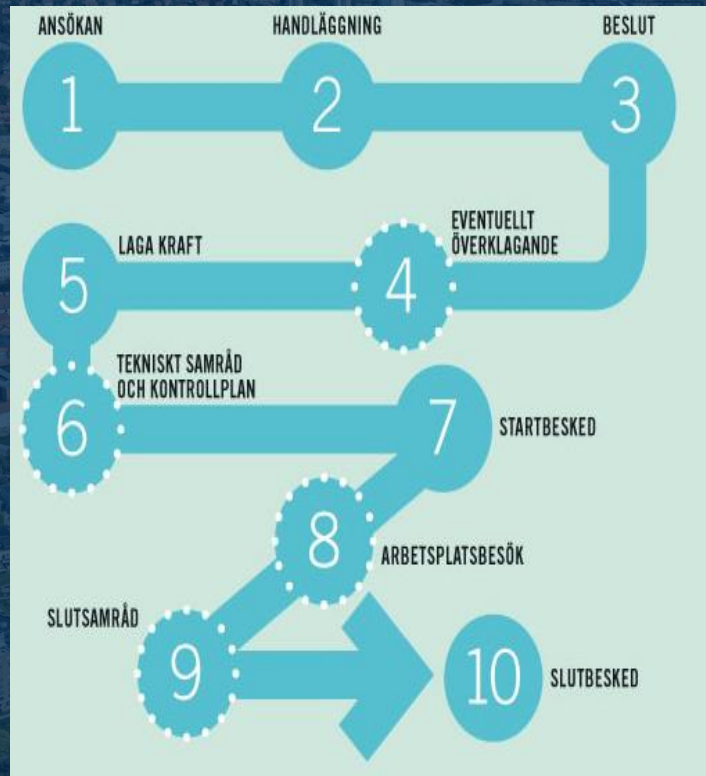 ANSÖKAN
1
HANDLÄGGNING
2
BESLUT
3
EVENTUELLT
ÖVERKLAGANDE
4
LAGA KRAFT
5
TEKNISKT SAMRÅD
OCH KONTROLLPLAN
6
7
STARTBESKED
8
ARBETSPLATSBESÖK
SLUTSAMRÅD
9
10
SLUTBESKED